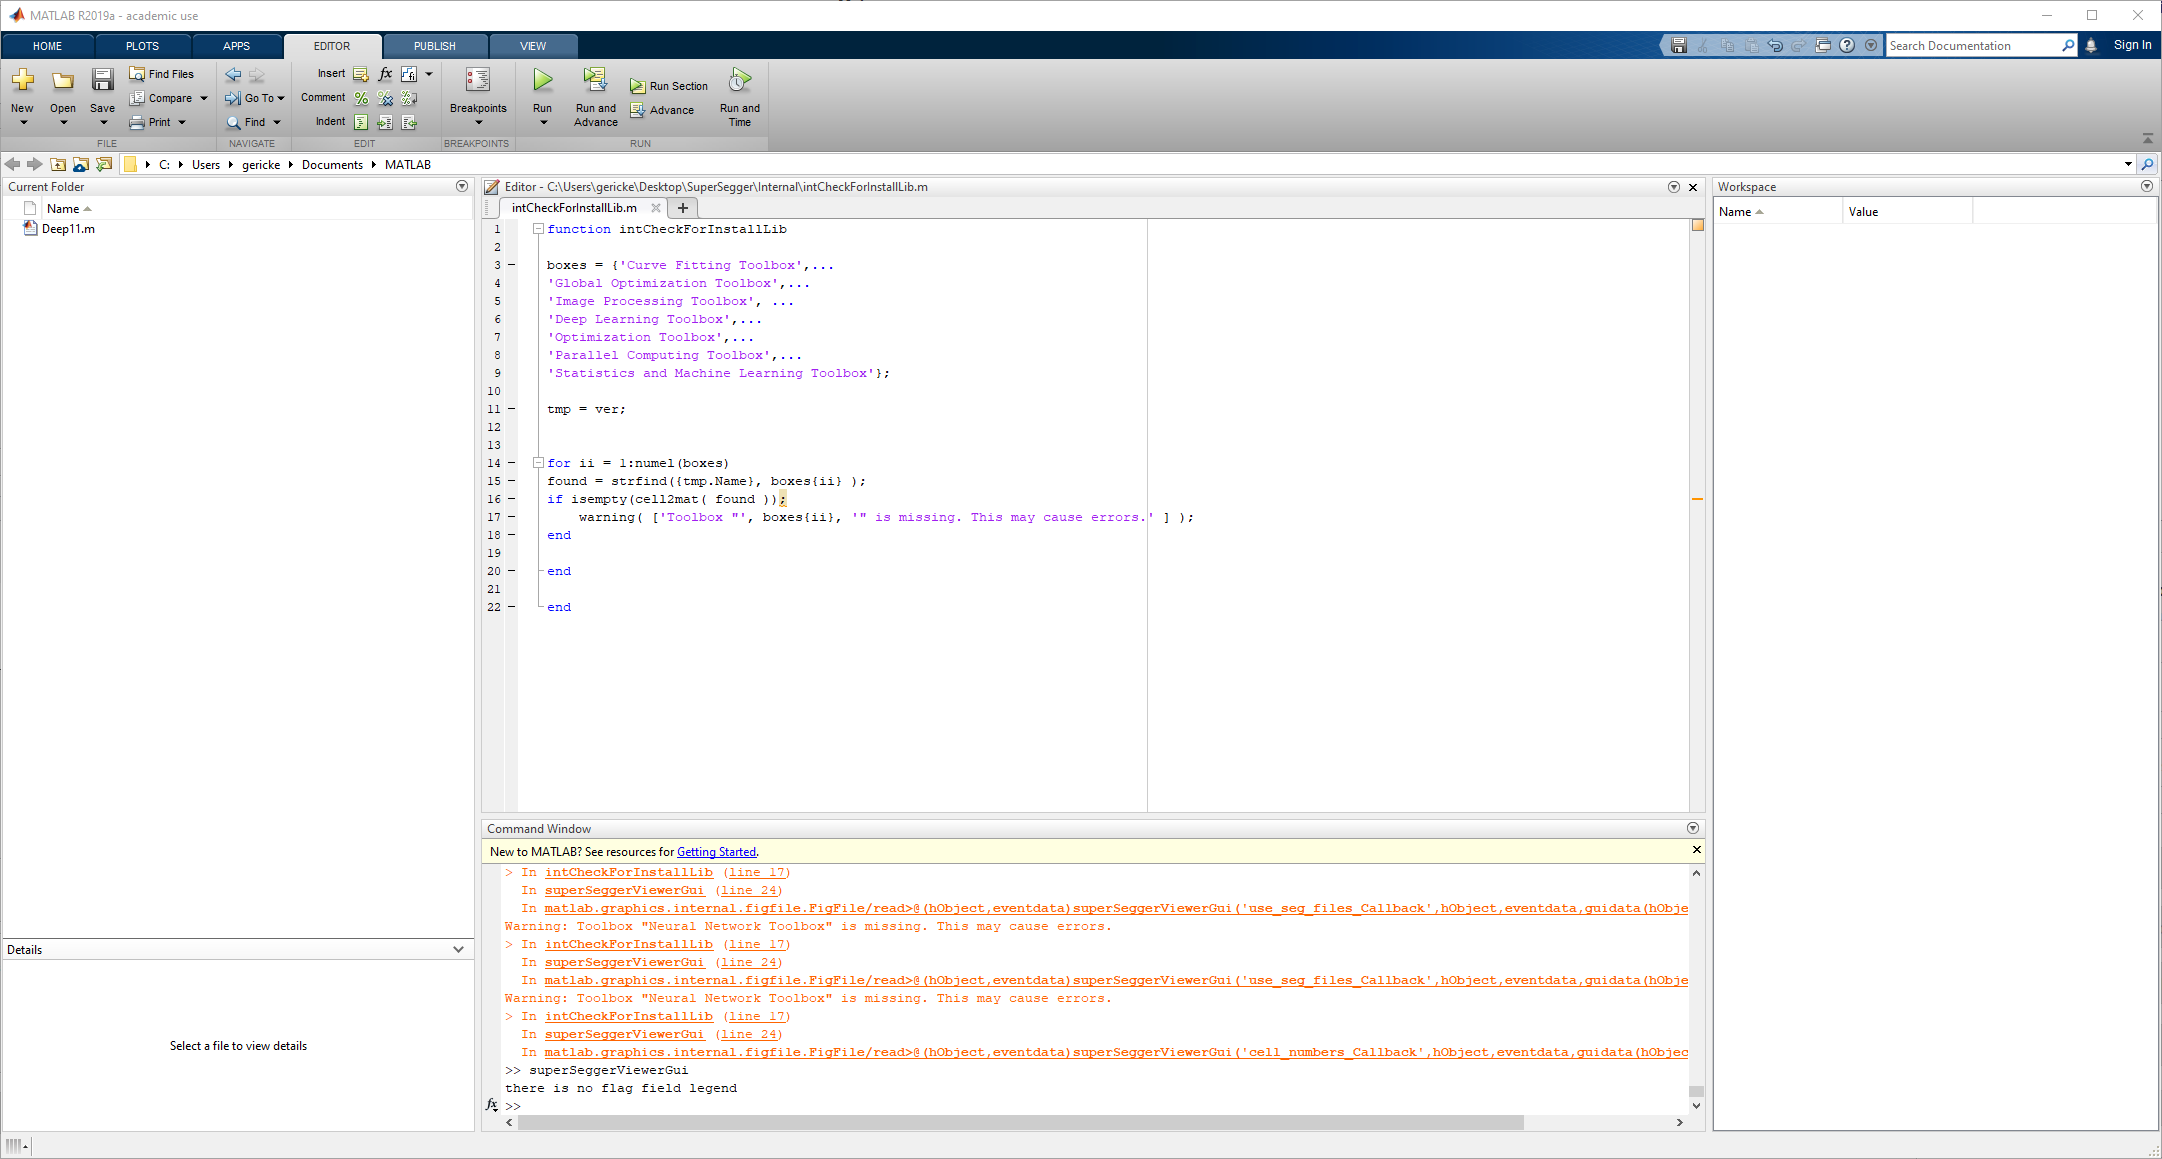 MATLAB R2019a - academic use
HOME PLOTS APPS EDITOR PUBLISH VIEW
Search Documentation
Sign In
New
Open
Save
Find Files
Compare
Print
FILE
Go To
Find
NAVIGATE
Insert
fx
Comment
Indent
EDIT
Breakpoints
BREAKPOINTS
Run
Run and
Advance
Run Section
Advance
Run and
Time
RUN
C: Users gericke Documents MATLAB
Current Folder
Name
Deep11.m
Details
Select a file to view details
Editor - C:\Users\gericke\Desktop\SuperSegger\Internal\intCheckForInstallLib.m
intCheckForInstallLib.m
1 function intCheckForInstallLib
2
3 boxes = {'Curve Fitting Toolbox',...
4 'Global Optimization Toolbox',...
5 'Image Processing Toolbox', ...
6 'Deep Learning Toolbox',...
7 'Optimization Toolbox',...
8 'Parallel Computing Toolbox',...
9 'Statistics and Machine Learning Toolbox'};
10
11 tmp = ver;
12
13
14 for ii = 1:numel(boxes)
15 found = strfind({tmp.Name}, boxes{ii} );
16 if isempty(cell2mat( found ));
17 warning( ['Toolbox "', boxes{ii}, '" is missing. This may cause errors.' ] );
18 end
19
20 end
21
22 end
Command Window
New to MATLAB? See resources for Getting Started.
> In intCheckForInstallLib (line 17)
In superSeggerViewerGui (line 24)
In matlab.graphics.internal.figfile.FigFile/read>@(hObject,eventdata)superSeggerViewerGui('use_seg_files_Callback',hObject,eventdata,guidata(hObje
Warning: Toolbox "Neural Network Toolbox" is missing. This may cause errors.
> In intCheckForInstallLib (line 17)
In superSeggerViewerGui (line 24)
In matlab.graphics.internal.figfile.FigFile/read>@(hObject,eventdata)superSeggerViewerGui('use_seg_files_Callback',hObject,eventdata,guidata(hObje
Warning: Toolbox "Neural Network Toolbox" is missing. This may cause errors.
> In intCheckForInstallLib (line 17)
In superSeggerViewerGui (line 24)
In matlab.graphics.internal.figfile.FigFile/read>@(hObject,eventdata)superSeggerViewerGui('cell_numbers_Callback',hObject,eventdata,guidata(hObjec
>> superSeggerViewerGui
there is no flag field legend
fx >>
Workspace
Name Value